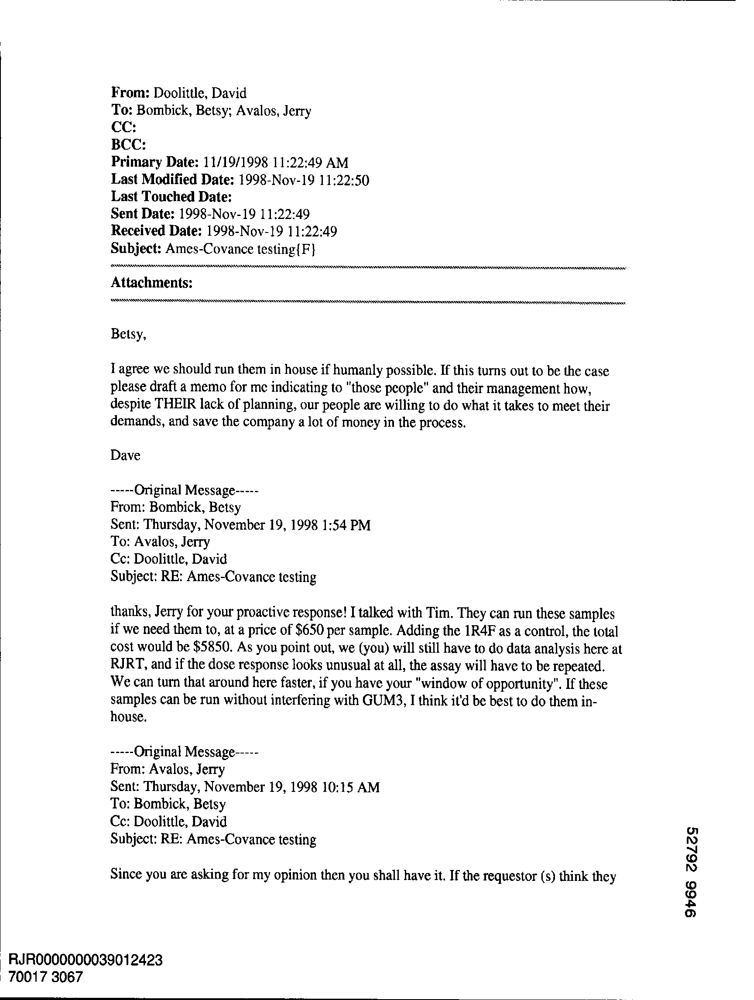 From: Doolittle, David
To: Bombick, Betsy; Avalos, Jerry
CC:
BCC:
Primary Date: 11/19/1998 11:22:49 AM
Last Modified Date: 1998-Nov-19 11:22:50
Last Touched Date:
Sent Date: 1998-Nov-19 11:22:49
Received Date: 1998-Nov-19 11:22:49
Subject: Ames-Covance testing{F}
Attachments:
Betsy,
I agree we should run them in house if humanly possible. If this turns out to be the case
please draft a memo for me indicating to "those people" and their management how,
despite THEIR lack of planning, our people are willing to do what it takes to meet their
demands, and save the company a lot of money in the process.
Dave
-----Original Message-----
From: Bombick, Betsy
Sent: Thursday, November 19, 1998 1:54 PM
To: Avalos, Jerry
Cc: Doolittle, David
Subject: RE: Ames-Covance testing
thanks, Jerry for your proactive response! I talked with Tim. They can run these samples
if we need them to, at a price of $650 per sample. Adding the 1R4F as a control, the total
cost would be $5850. As you point out, we (you) will still have to do data analysis here at
RJRT, and if the dose response looks unusual at all, the assay will have to be repeated.
We can turn that around here faster, if you have your "window of opportunity". If these
samples can be run without interfering with GUM3, I think it'd be best to do them in-
house.
-----Original Message-----
From: Avalos, Jerry
Sent: Thursday, November 19, 1998 10:15 AM
To: Bombick, Betsy
Cc: Doolittle, David
Subject: RE: Ames-Covance testing
Since you are asking for my opinion then you shall have it. If the requestor (s) think they
52792 9946
RJR0000000039012423
70017 3067